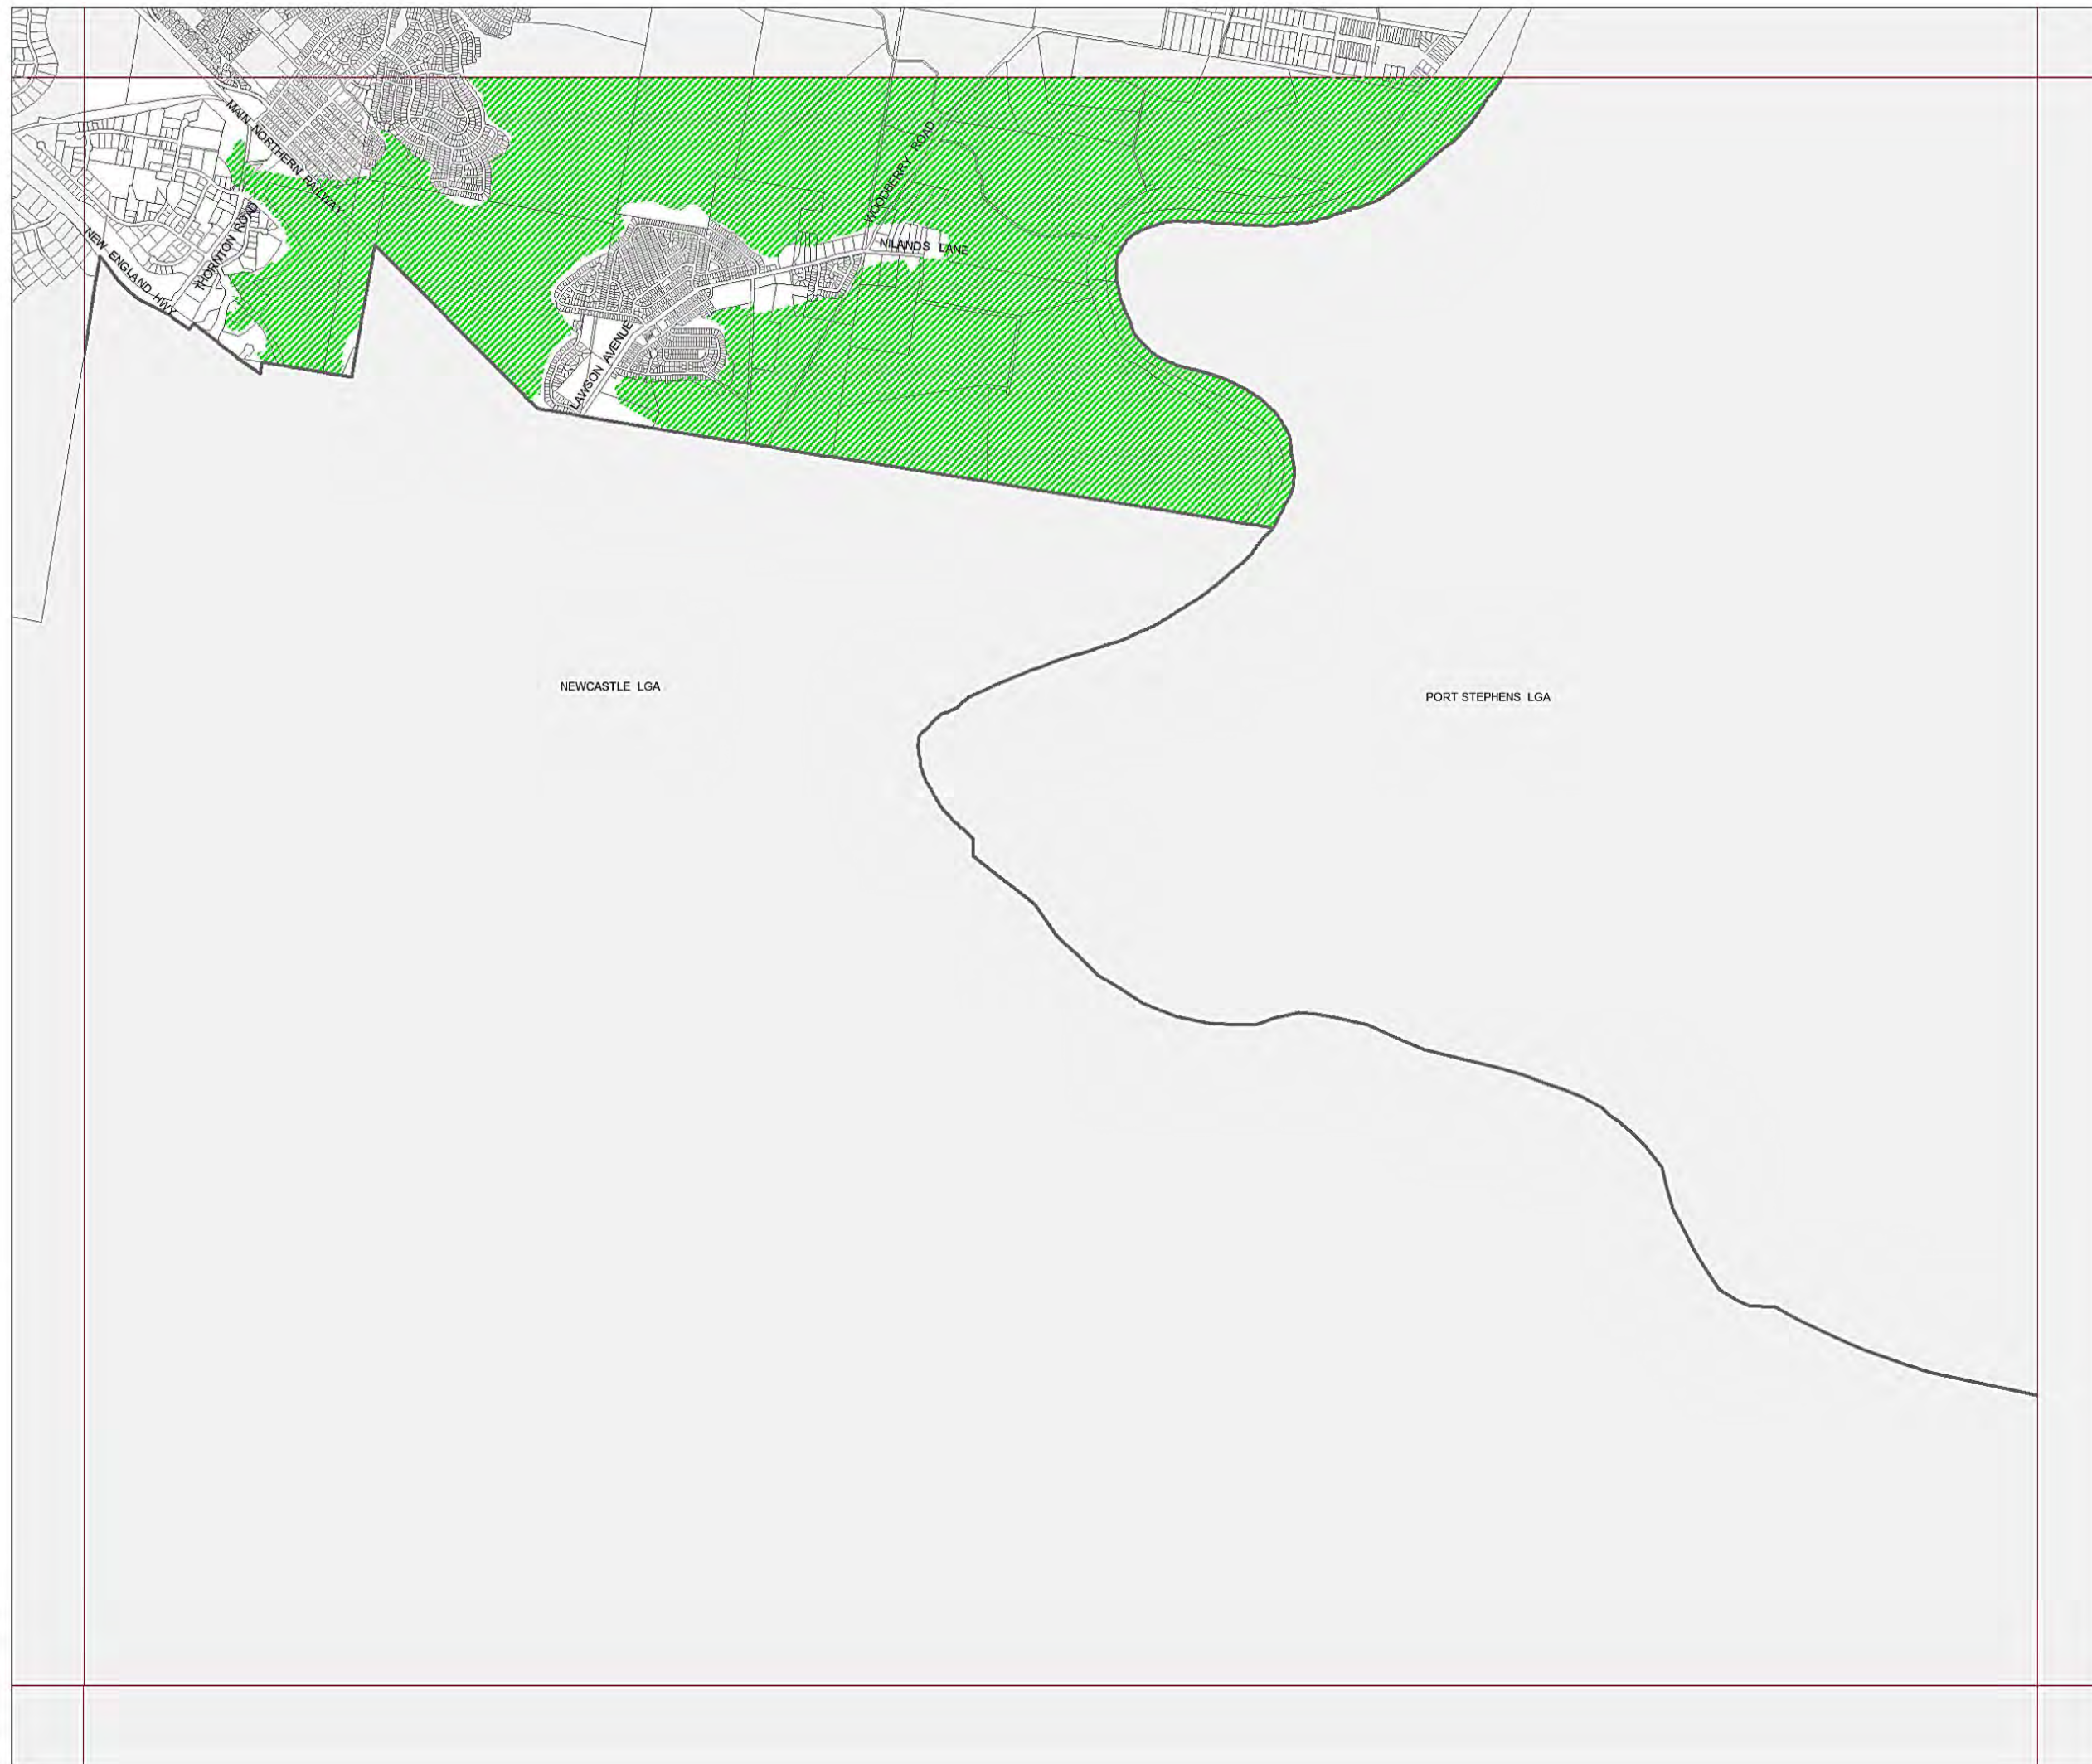 MAIN NORTHERN RAILWAY
WOODBERRY ROAD
THORNTON ROAD
NEW ENGLAND HWY
NILANDS LANE
LAWSON AVENUE
NEWCASTLE LGA
PORT STEPHENS LGA